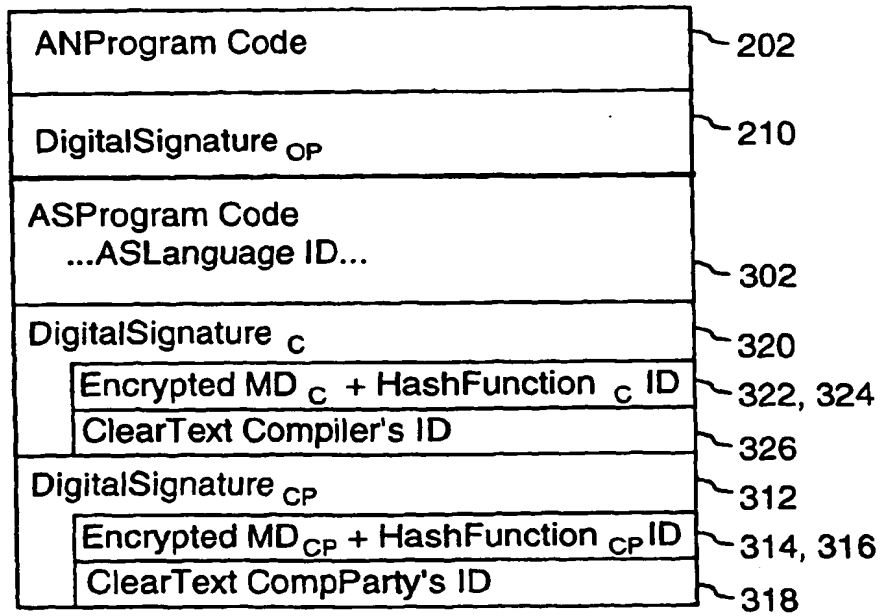 ANProgram Code 202
DigitalSignature OP 210
ASProgram Code
...ASLanguage ID... 302
DigitalSignature C 320
Encrypted MD C + HashFunction C ID 322, 324
ClearText Compiler's ID 326
DigitalSignature CP 312
Encrypted MD CP + HashFunction CP ID 314, 316
ClearText CompParty's ID 318